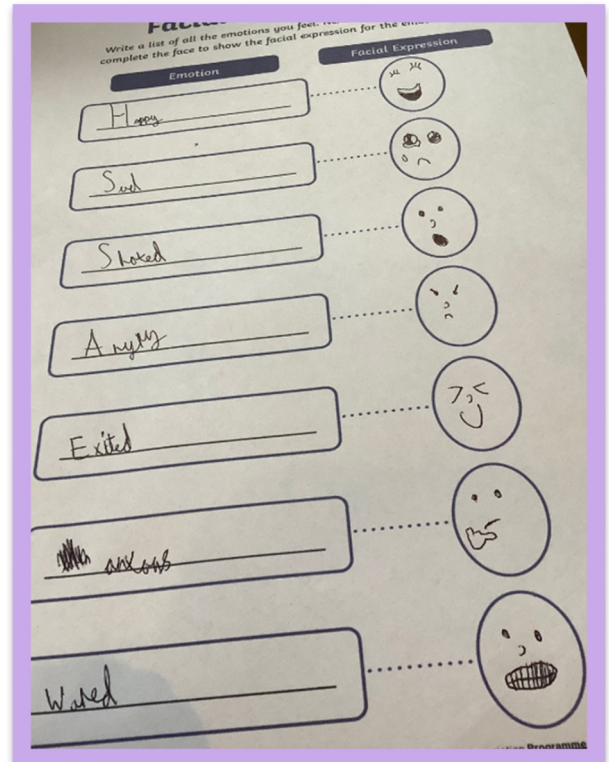 Facial
Write a list of all the emotions you feel.
complete the face to show the facial expression for the
Emotion
Facial Expression
Happy
Sad
Shoked
Angry
Exited
anxous
Wored
Programme